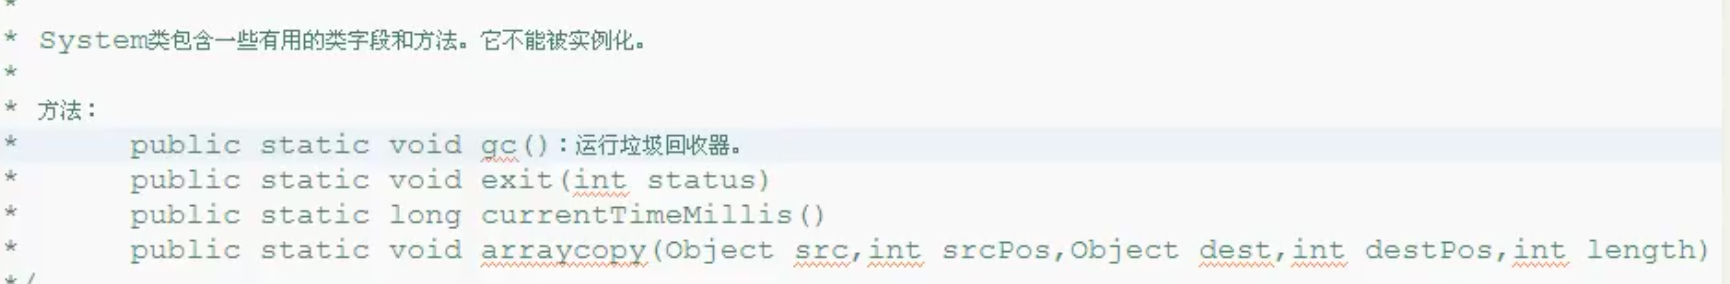 *
* System类包含一些有用的类字段和方法。它不能被实例化。
*
* 方法：
* public static void gc()：运行垃圾回收器。
* public static void exit(int status)
* public static long currentTimeMillis()
* public static void arraycopy(Object src,int srcPos,Object dest,int destPos,int length)
*/